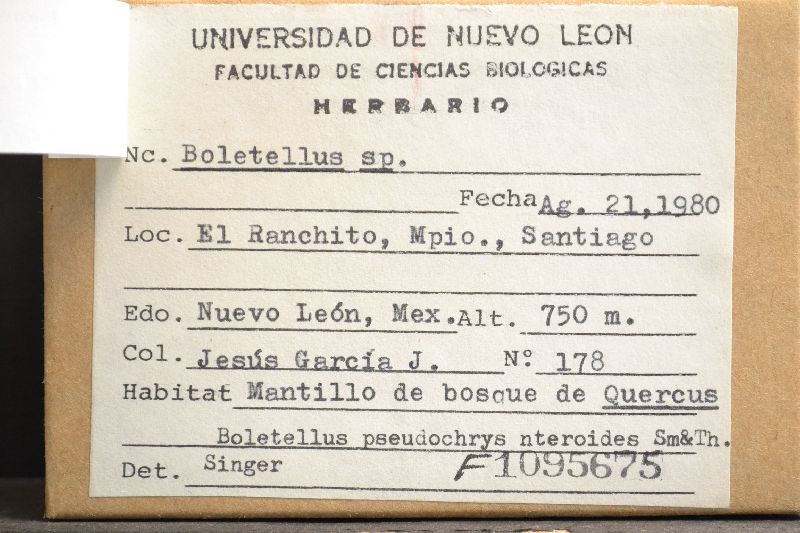 UNIVERSIDAD DE NUEVO LEON
FACULTAD DE CIENCIAS BIOLOGICAS
HERBARIO
Nc. Boletellus sp.
Fecha Ag. 21,1980
Loc. El Ranchito, Mpio., Santiago
Edo. Nuevo León, Mex. Alt. 750 m.
Col. Jesús García J. N° 178
Habitat Mantillo de bosque de Quercus
Boletellus pseudochrys nteroides Sm&Th.
Det. Singer F1095675